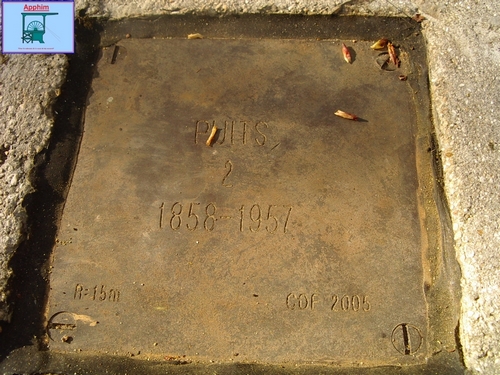 Apphim
PUITS
2
1858-1957
R=15m
CDF 2005